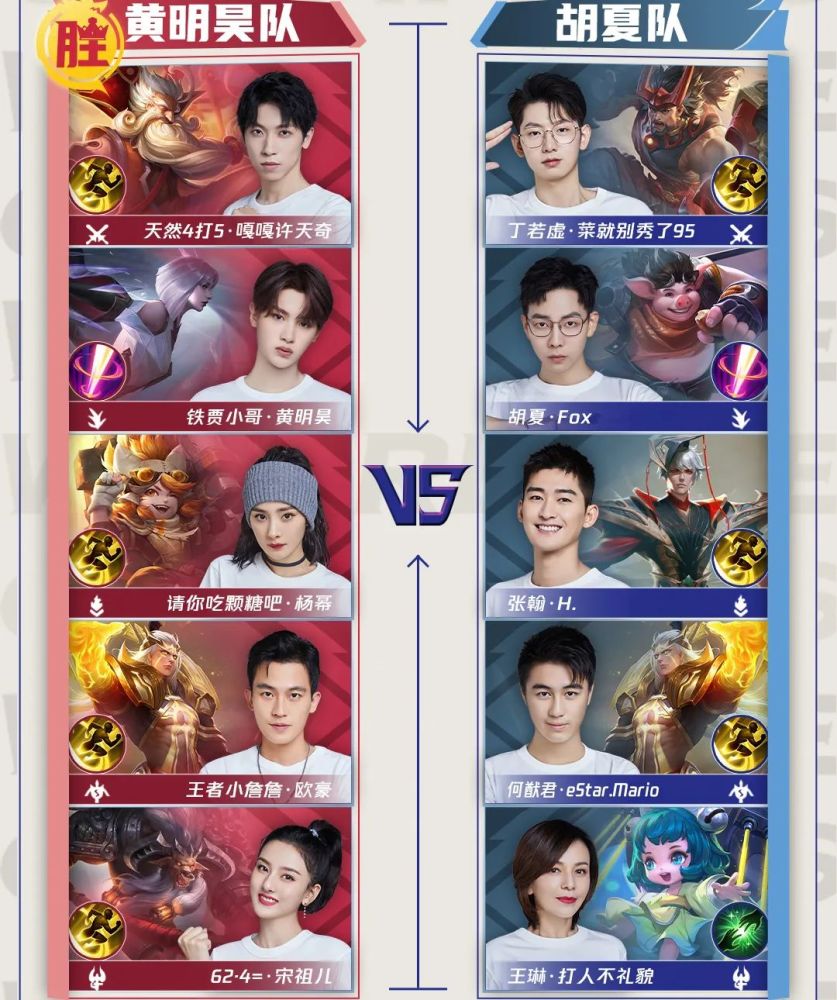 胜
黄明昊队
胡夏队
天然4打5·嘎嘎许天奇
丁若虚·菜就别秀了95
铁贾小哥·黄明昊
胡夏·Fox
VS
请你吃颗糖吧·杨幂
张翰·H.
王者小詹詹·欧豪
何猷君·eStar.Mario
62·4=·宋祖儿
王琳·打人不礼貌